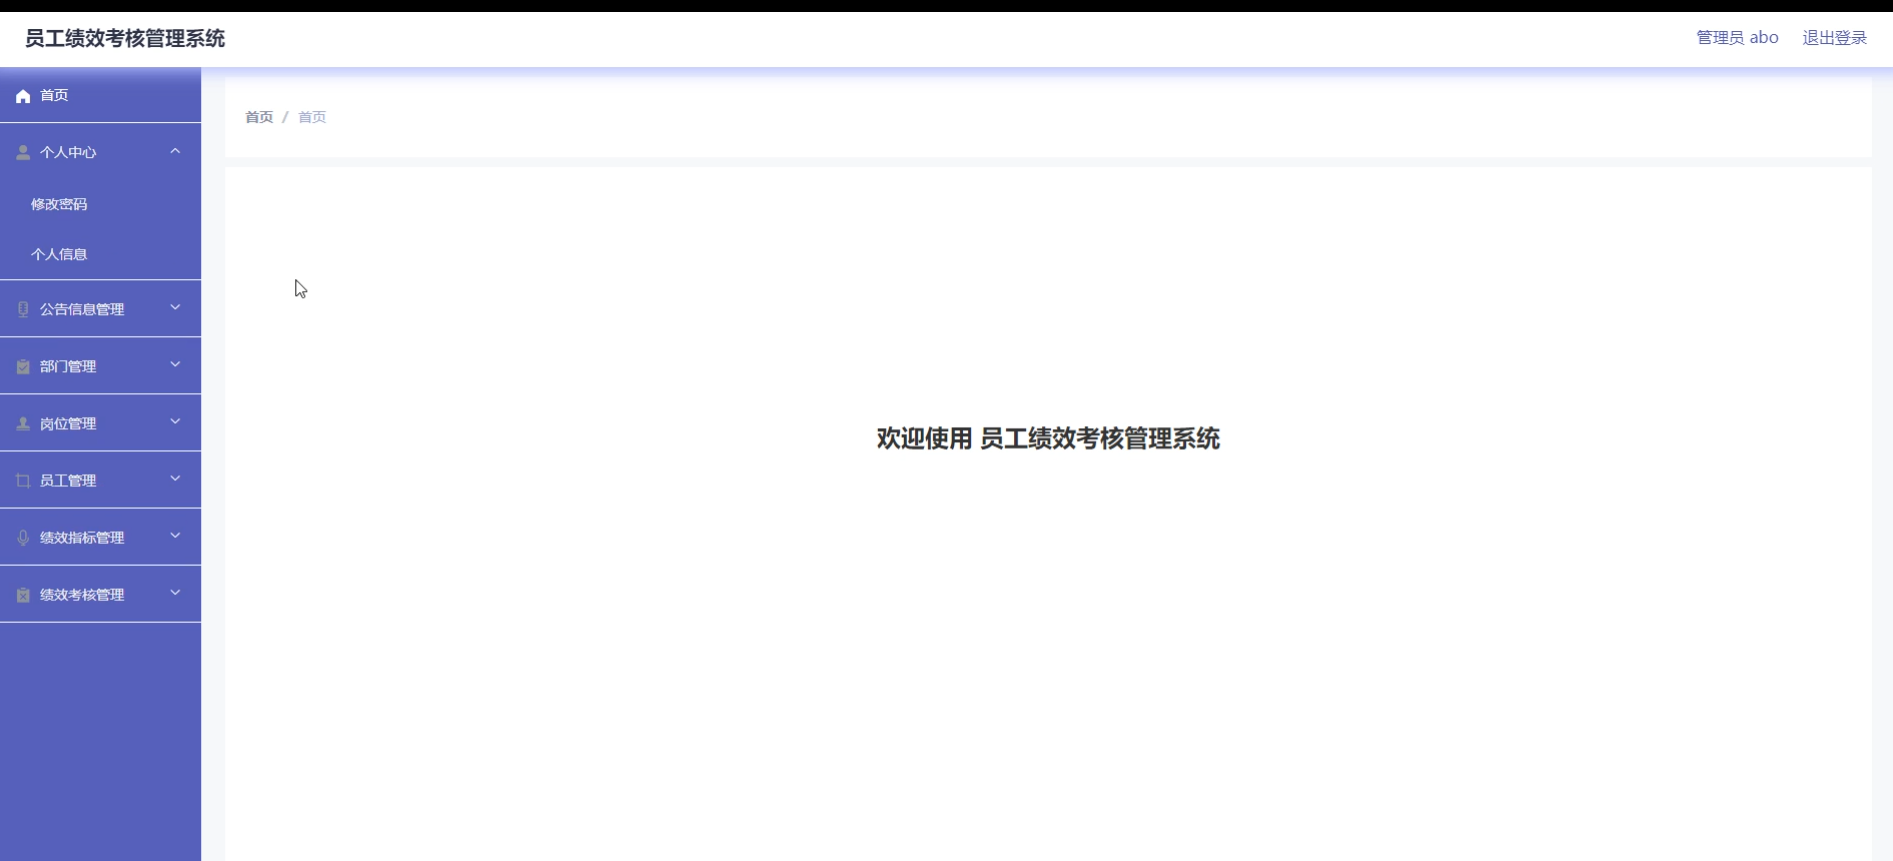 员工绩效考核管理系统
管理员 abo 退出登录
首页
个人中心
修改密码
个人信息
公告信息管理
部门管理
岗位管理
员工管理
绩效指标管理
绩效考核管理
首页 / 首页
欢迎使用 员工绩效考核管理系统